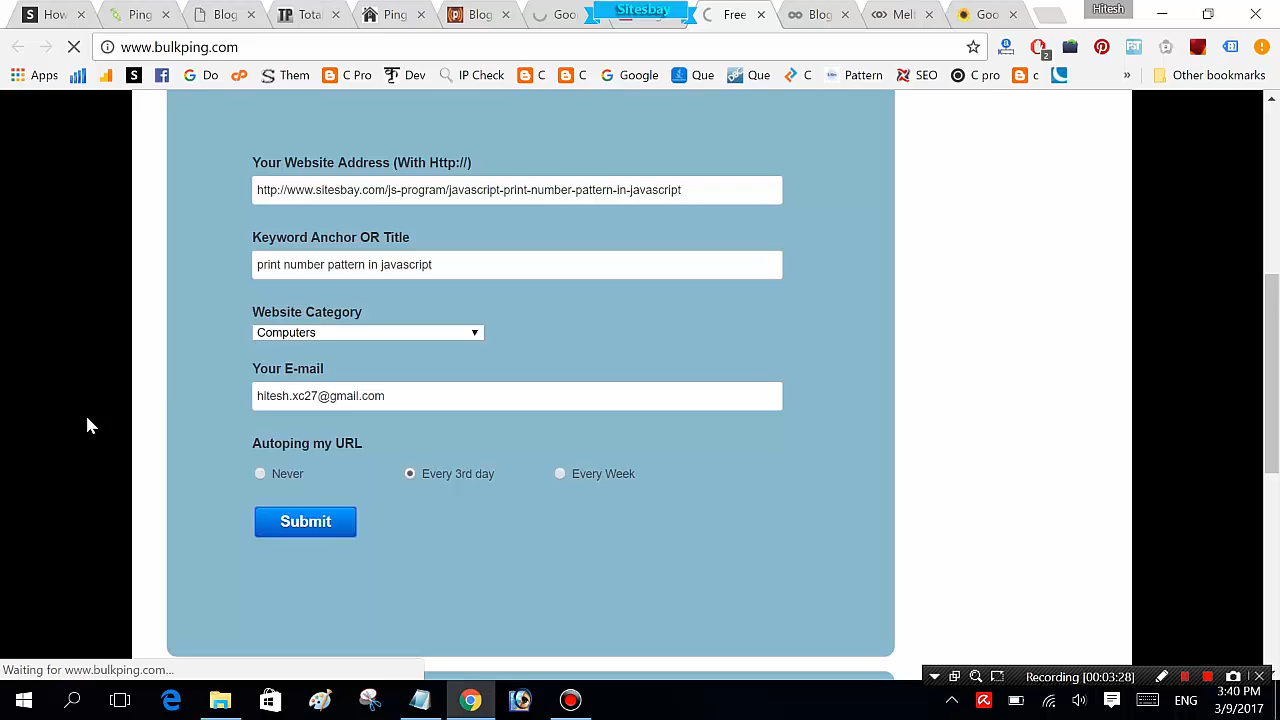 How
Ping
Blog
Tota
Ping
Blog
Goo
Sitesbay
Free
Blog
Melt
Goo
Hitesh
www.bulkping.com
2
Apps
S
Do
Them
C Pro
Dev
IP Check
C
C
Google
Que
Que
C
Pattern
SEO
C pro
c
»
Other bookmarks
Your Website Address (With Http://)
http://www.sitesbay.com/js-program/javascript-print-number-pattern-in-javascript
Keyword Anchor OR Title
print number pattern in javascript
Website Category
Computers
Your E-mail
hitesh.xc27@gmail.com
Autoping my URL
Never
Every 3rd day
Every Week
Submit
Waiting for www.bulkping.com...
Recording [00:03:28]
ENG
3:40 PM
3/9/2017